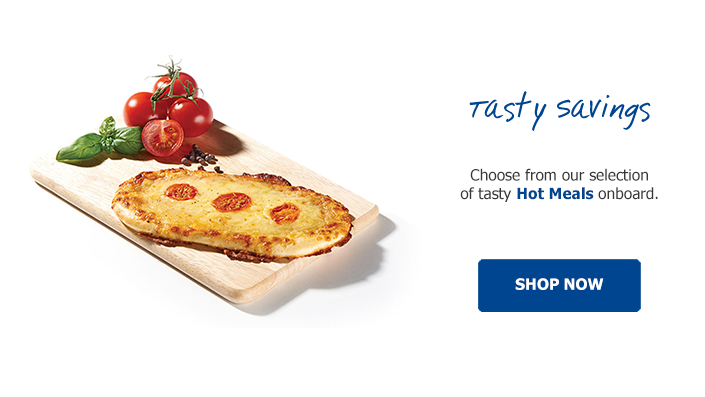 Tasty savings
Choose from our selection
of tasty Hot Meals onboard.
SHOP NOW